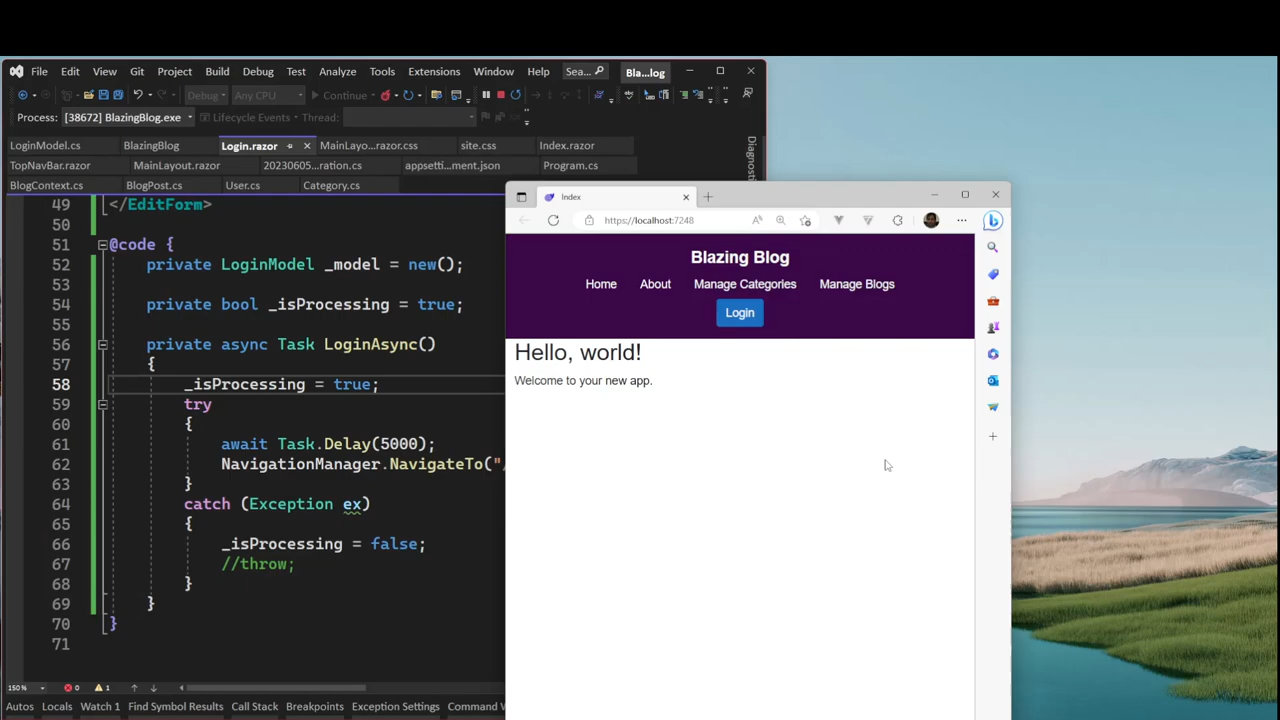 File Edit View Git Project Build Debug Test Analyze Tools Extensions Window Help Sea... Bla...log
Debug Any CPU Continue
Process: [38672] BlazingBlog.exe Lifecycle Events Thread:
LoginModel.cs BlazingBlog Login.razor MainLayo...razor.css site.css Index.razor
TopNavBar.razor MainLayout.razor 20230605...ration.cs appsetti...ment.json Program.cs
BlogContext.cs BlogPost.cs User.cs Category.cs
Diagnosti
49 </EditForm>
50
51 @code {
52 private LoginModel _model = new();
53
54 private bool _isProcessing = true;
55
56 private async Task LoginAsync()
57 {
58 _isProcessing = true;
59 try
60 {
61 await Task.Delay(5000);
62 NavigationManager.NavigateTo("/
63 }
64 catch (Exception ex)
65 {
66 _isProcessing = false;
67 //throw;
68 }
69 }
70 }
71
150 % 0 1
Autos Locals Watch 1 Find Symbol Results Call Stack Breakpoints Exception Settings Command W
Index
https://localhost:7248
Blazing Blog
Home About Manage Categories Manage Blogs
Login
Hello, world!
Welcome to your new app.